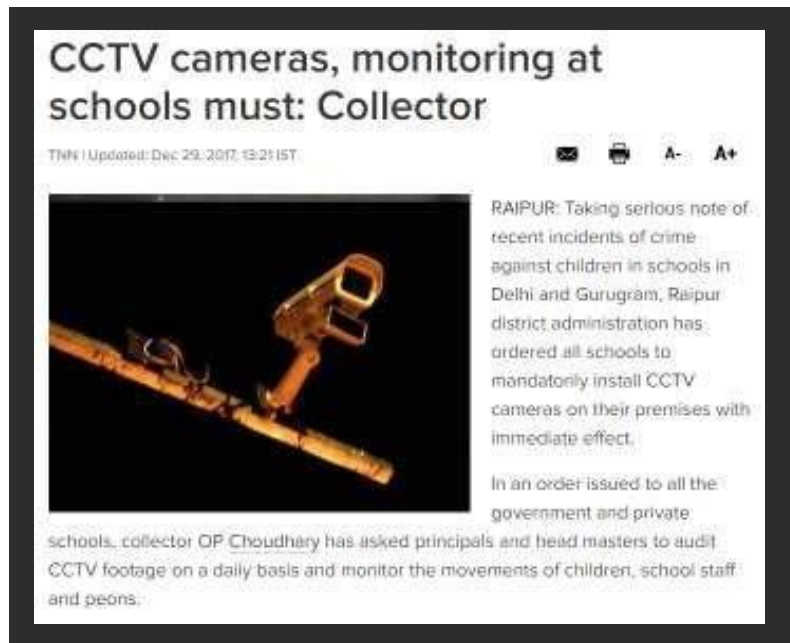 CCTV cameras, monitoring at
schools must: Collector
TNN | Updated: Dec 29, 2017, 13:21 IST
A- A+
RAIPUR: Taking serious note of
recent incidents of crime
against children in schools in
Delhi and Gurugram, Raipur
district administration has
ordered all schools to
mandatorily install CCTV
cameras on their premises with
immediate effect.
In an order issued to all the
government and private
schools, collector OP Choudhary has asked principals and head masters to audit
CCTV footage on a daily basis and monitor the movements of children, school staff
and peons.